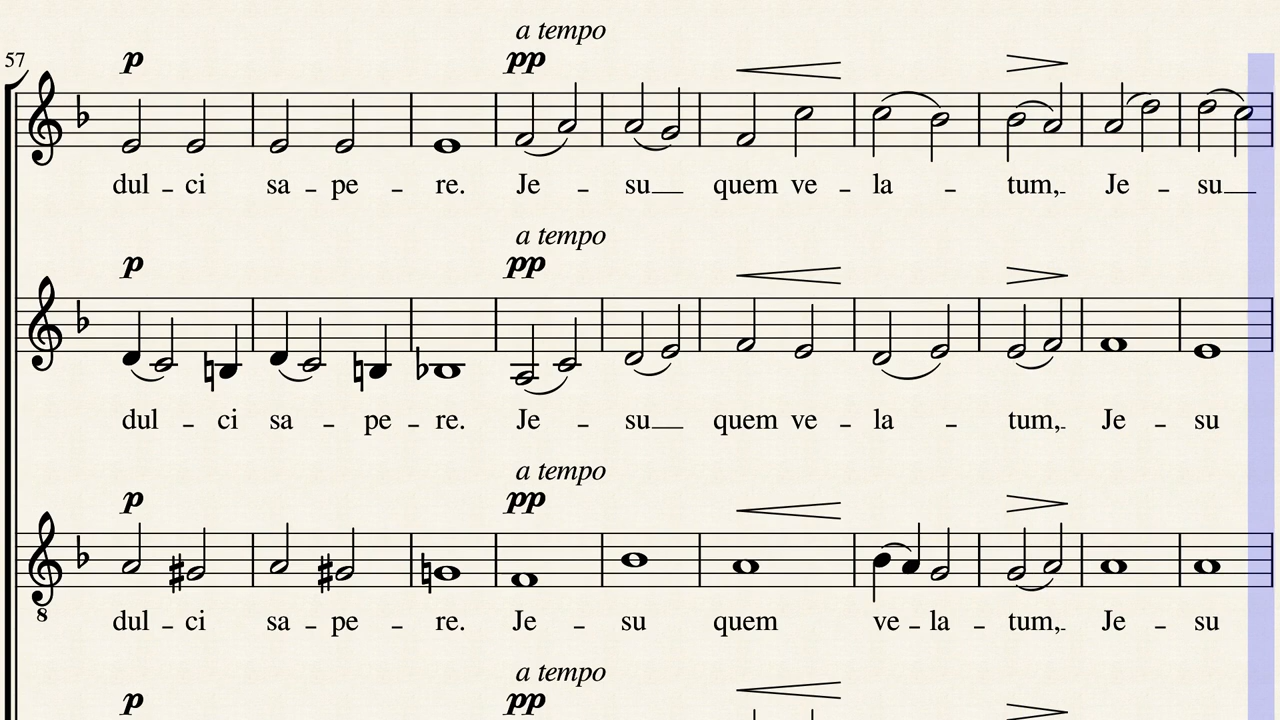 a tempo
57 p pp
dul - ci sa - pe - re. Je - su quem ve - la - tum, Je - su
a tempo
p pp
dul - ci sa - pe - re. Je - su quem ve - la - tum, Je - su
a tempo
p pp
8
dul - ci sa - pe - re. Je - su quem ve - la - tum, Je - su
a tempo
p pp